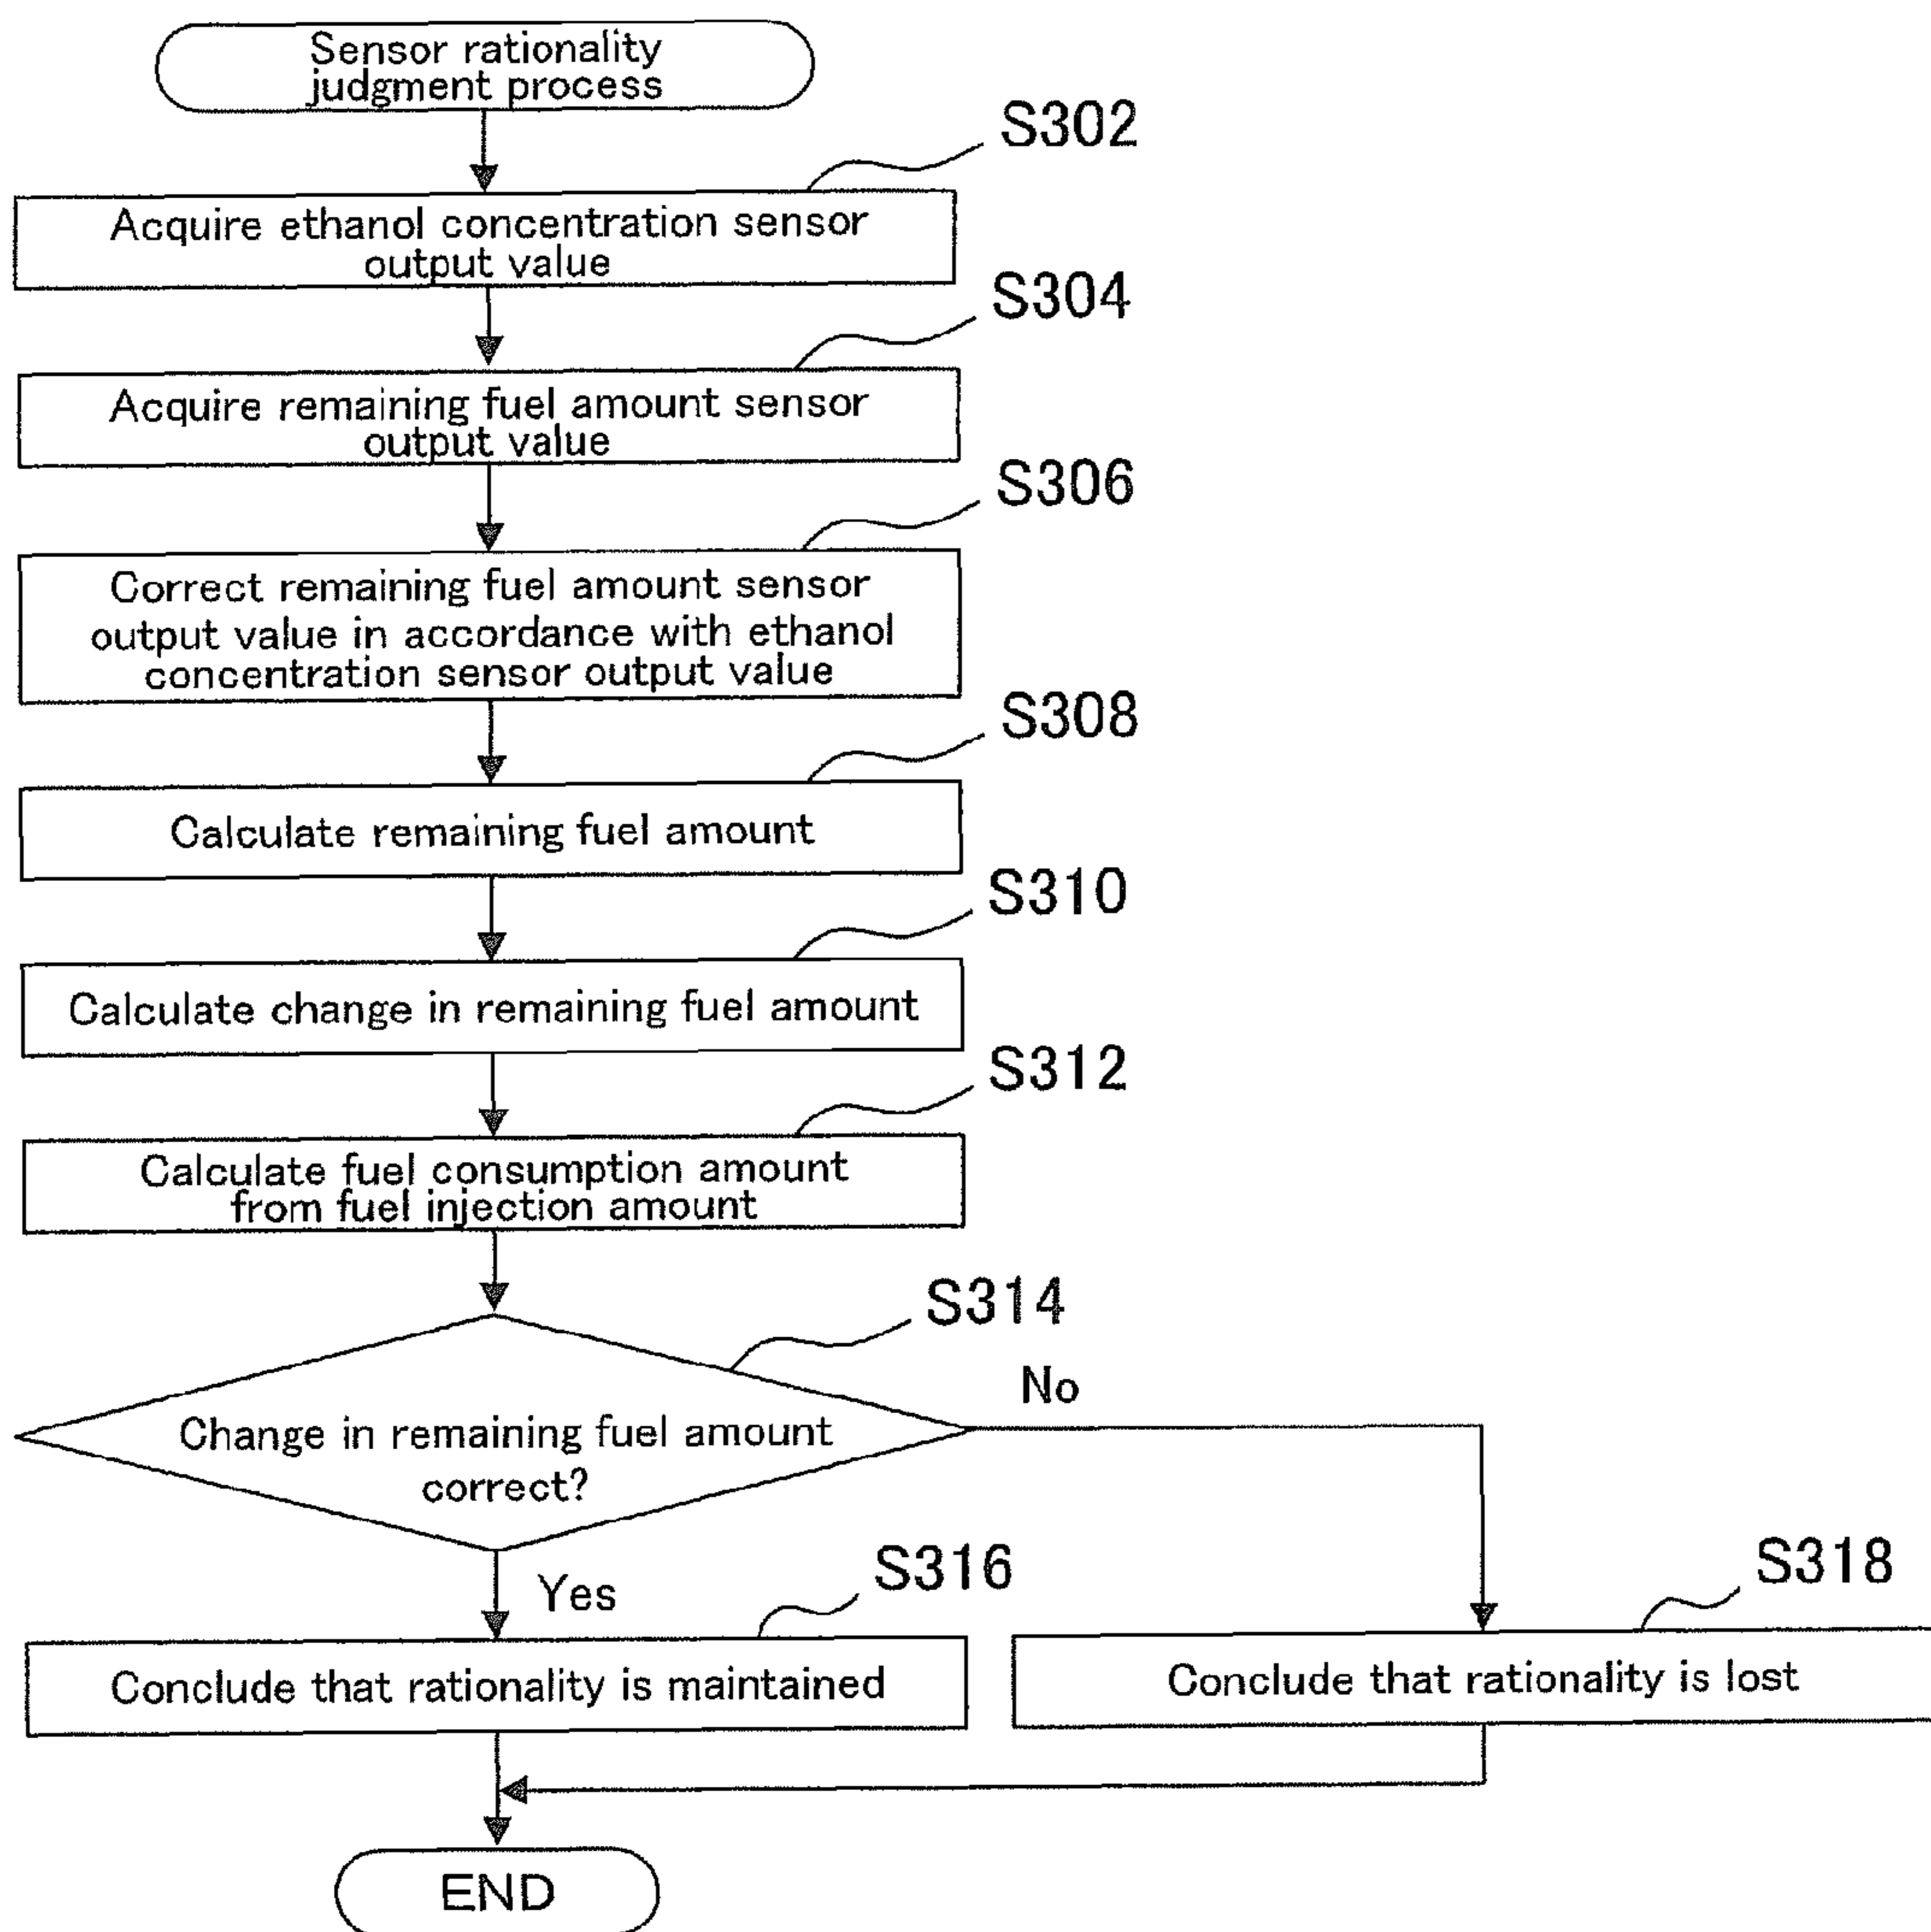 Sensor rationality
judgment process
S302
Acquire ethanol concentration sensor
output value
S304
Acquire remaining fuel amount sensor
output value
S306
Correct remaining fuel amount sensor
output value in accordance with ethanol
concentration sensor output value
S308
Calculate remaining fuel amount
S310
Calculate change in remaining fuel amount
S312
Calculate fuel consumption amount
from fuel injection amount
S314
Change in remaining fuel amount
correct?
No
Yes
S316
Conclude that rationality is maintained
S318
Conclude that rationality is lost
END